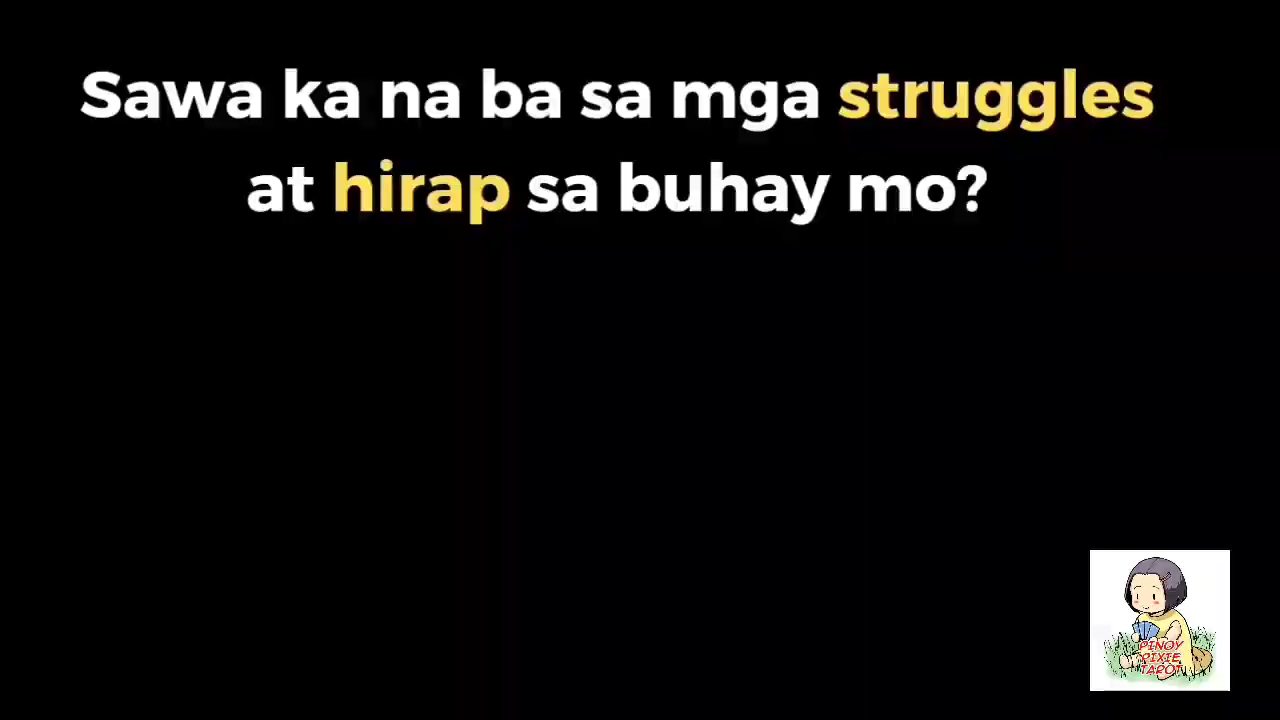 Sawa ka na ba sa mga struggles
at hirap sa buhay mo?
PINOY
PIXIE
TAROT